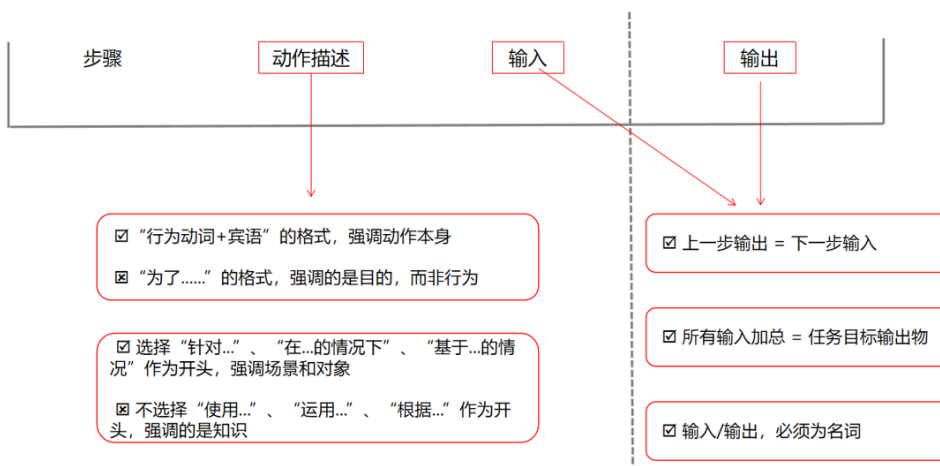 步骤
动作描述
输入
输出
☑ “行为动词+宾语”的格式，强调动作本身
☒ “为了……”的格式，强调的是目的，而非行为
☑ 选择“针对...”、“在...的情况下”、“基于...的情
况”作为开头，强调场景和对象
☒ 不选择“使用...”、“运用...”、“根据...”作为开
头，强调的是知识
☑ 上一步输出 = 下一步输入
☑ 所有输入加总 = 任务目标输出物
☑ 输入/输出，必须为名词